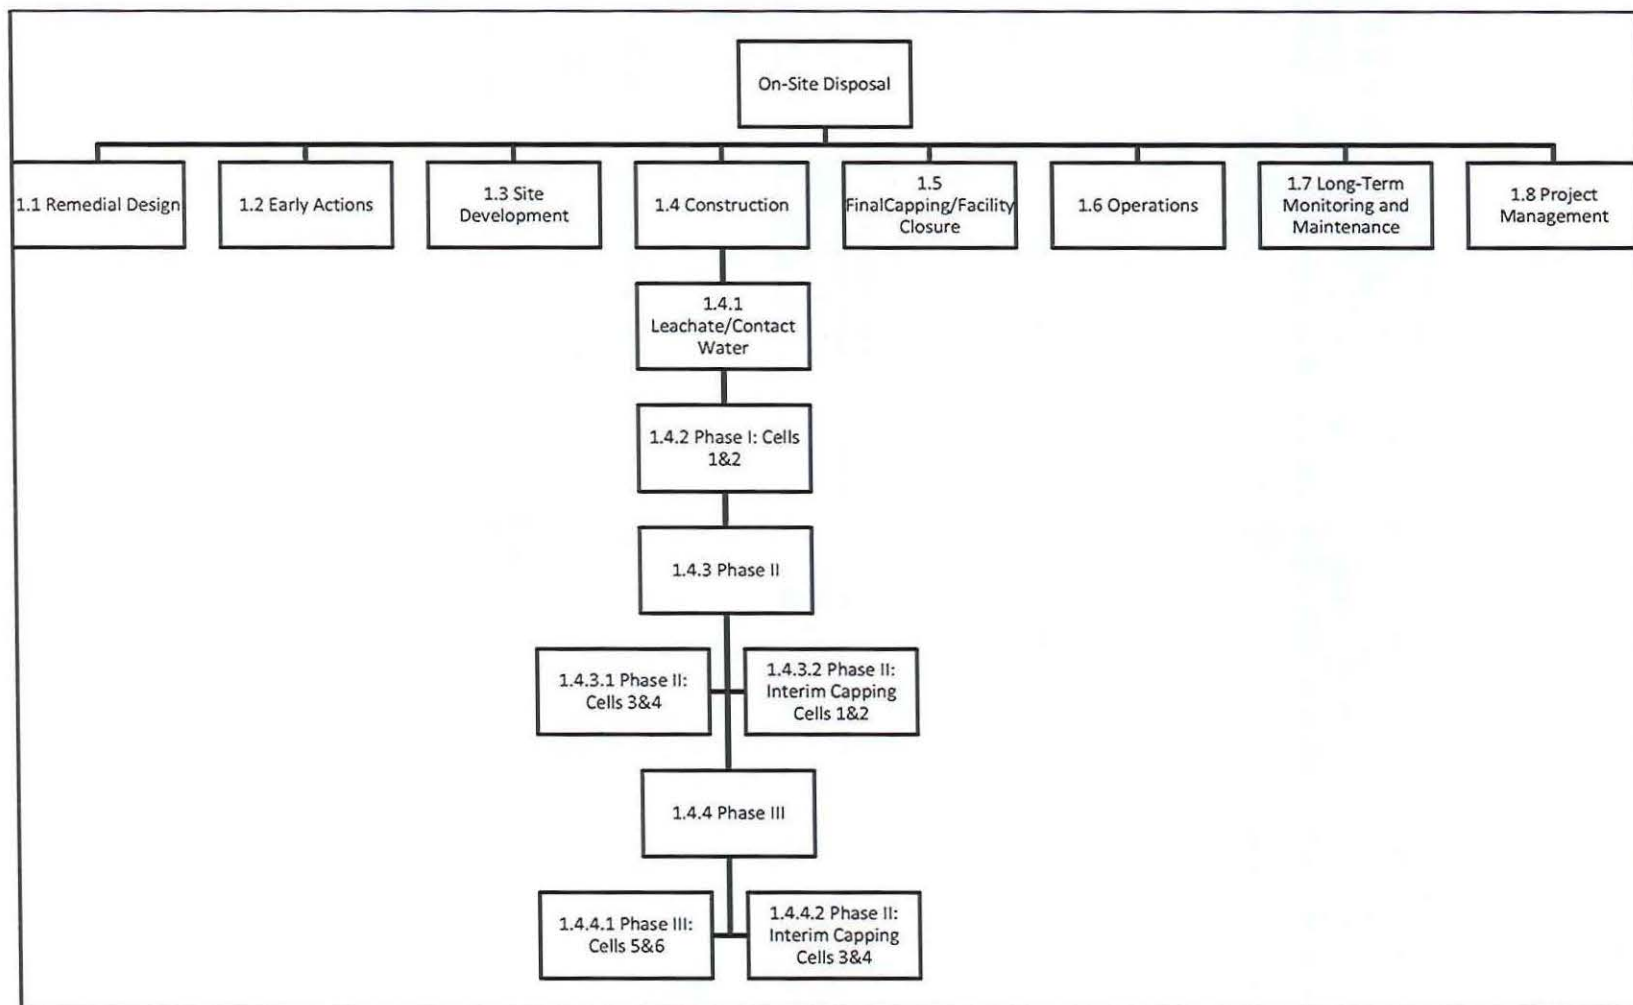 On-Site Disposal
1.1 Remedial Design
1.2 Early Actions
1.3 Site
Development
1.4 Construction
1.5
FinalCapping/Facility
Closure
1.6 Operations
1.7 Long-Term
Monitoring and
Maintenance
1.8 Project
Management
1.4.1
Leachate/Contact
Water
1.4.2 Phase I: Cells
1&2
1.4.3 Phase II
1.4.3.1 Phase II:
Cells 3&4
1.4.3.2 Phase II:
Interim Capping
Cells 1&2
1.4.4 Phase III
1.4.4.1 Phase III:
Cells 5&6
1.4.4.2 Phase II:
Interim Capping
Cells 3&4